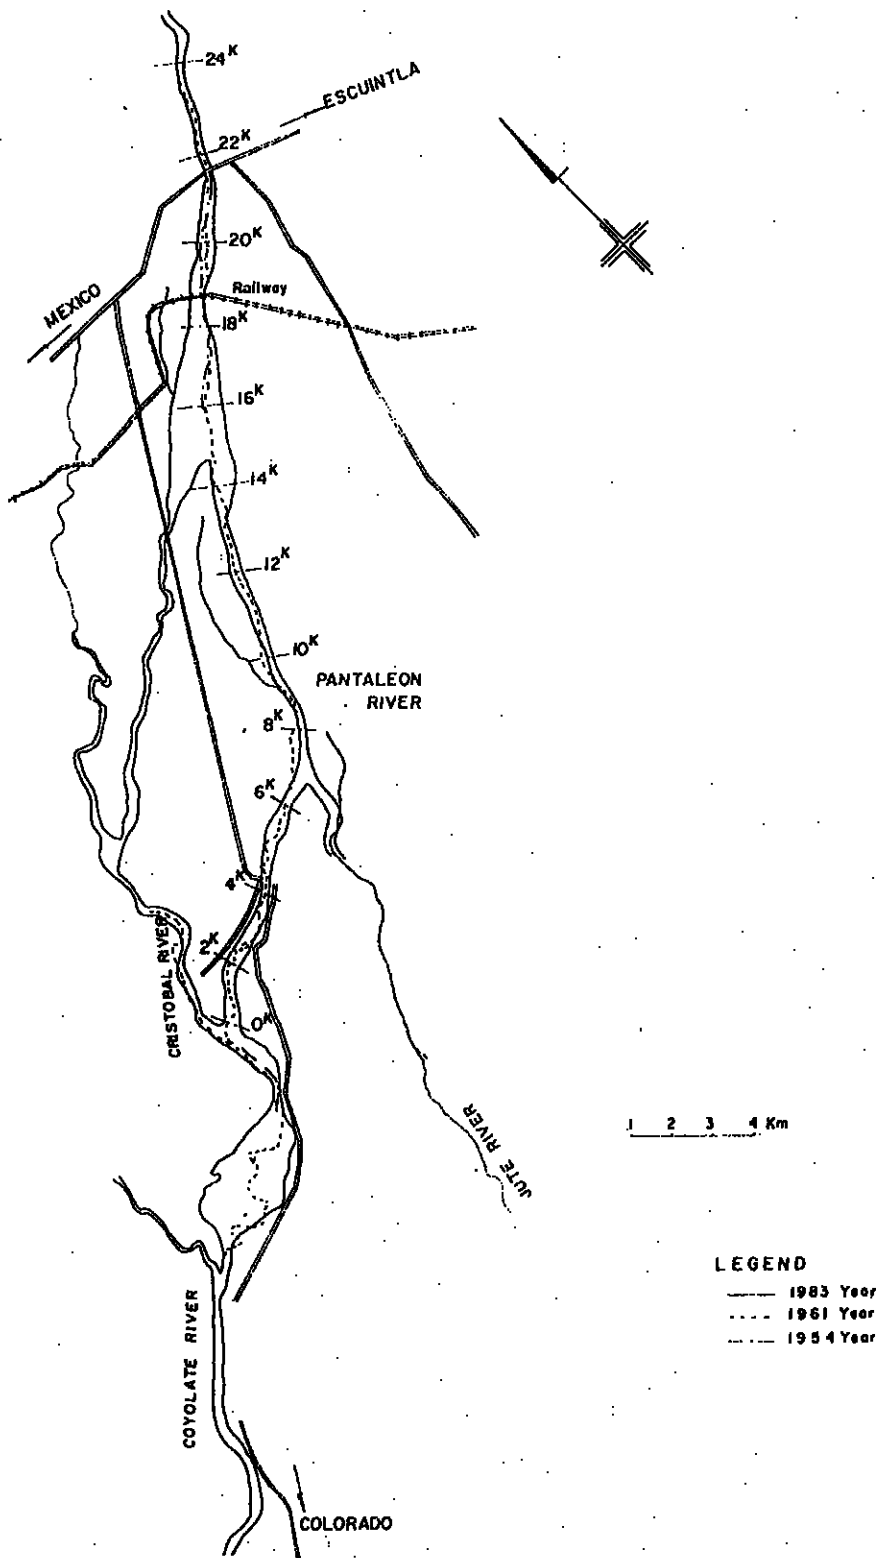 24K
ESCUINTLA
22K
20K
Railway
MEXICO
18K
16K
14K
12K
10K
PANTALEON
RIVER
8K
6K
4K
2K
CRISTOBAL RIVER
0K
JUTE RIVER
1 2 3 4 Km
LEGEND
1983 Year
1961 Year
1954 Year
COYOLATE RIVER
COLORADO